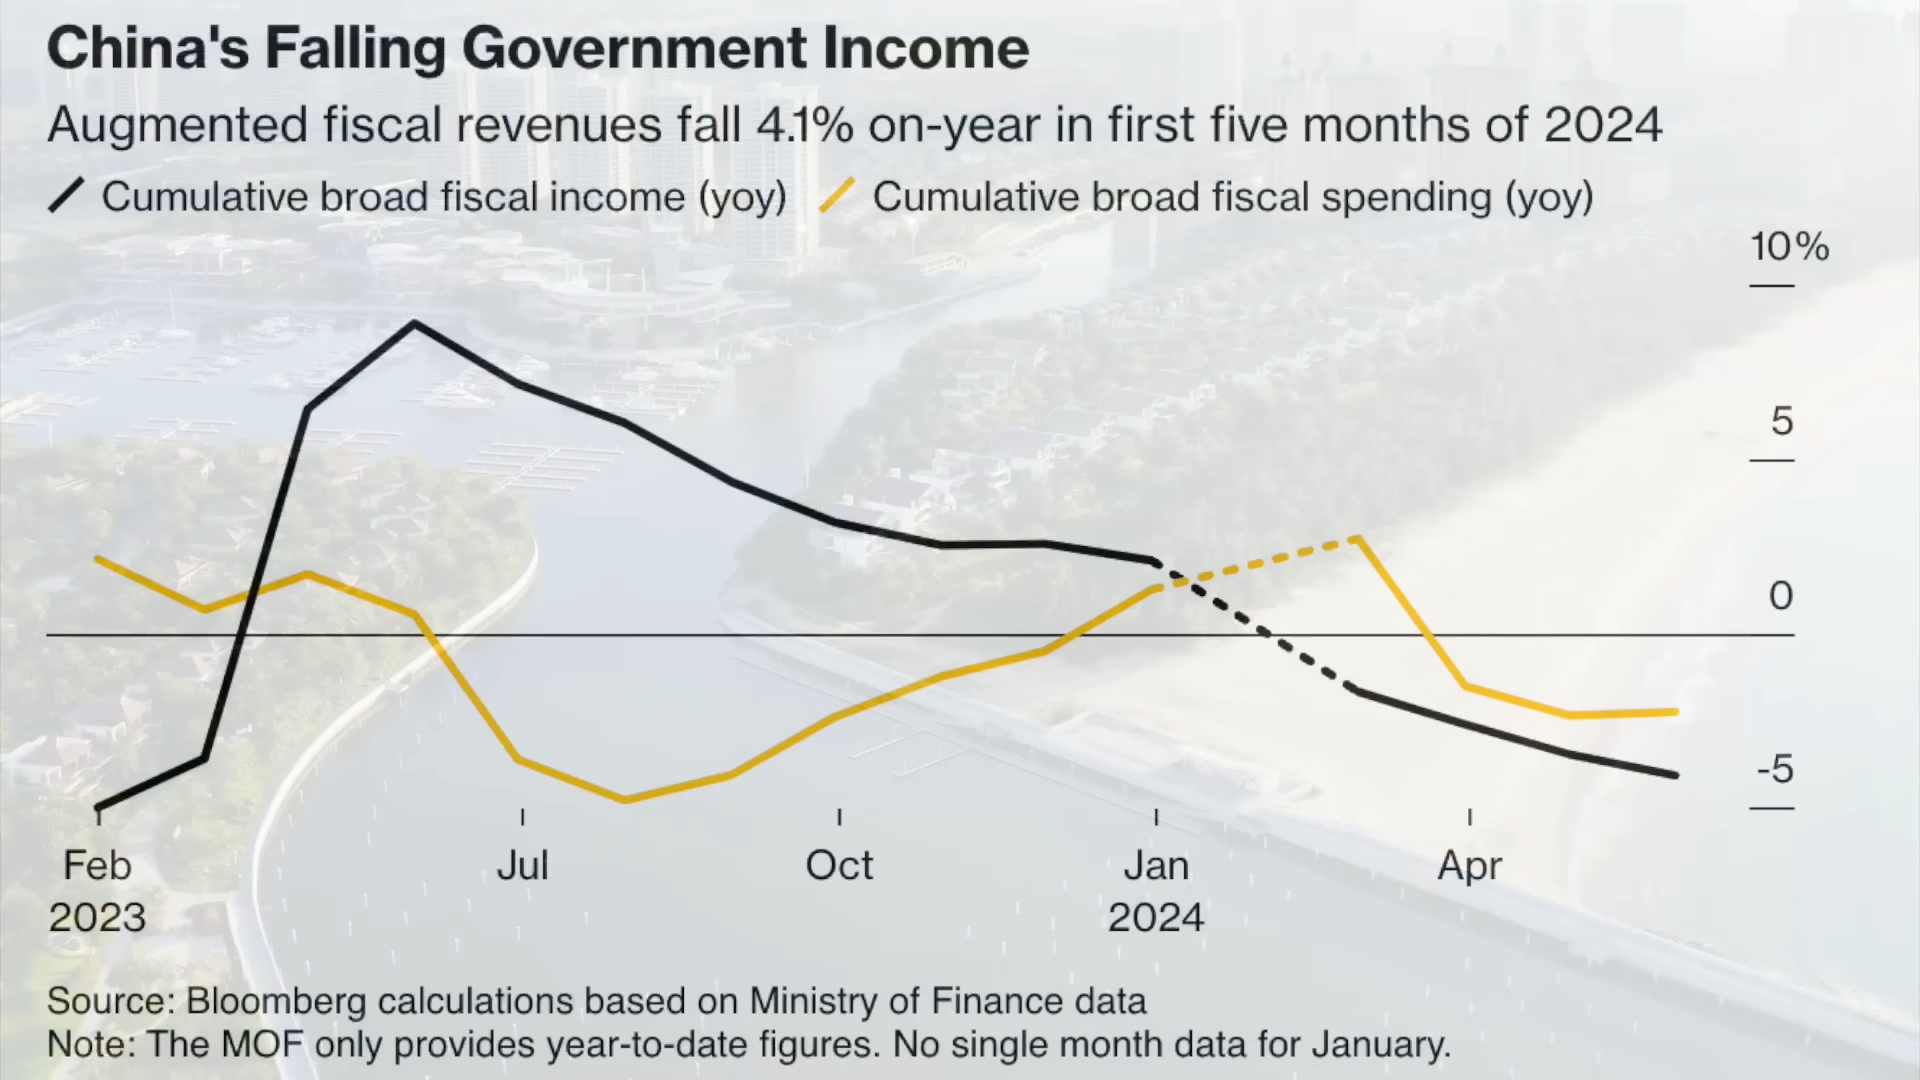 China's Falling Government Income
Augmented fiscal revenues fall 4.1% on-year in first five months of 2024
Cumulative broad fiscal income (yoy) Cumulative broad fiscal spending (yoy)
10%
5
0
-5
Feb Jul Oct Jan Apr
2023 2024
Source: Bloomberg calculations based on Ministry of Finance data
Note: The MOF only provides year-to-date figures. No single month data for January.